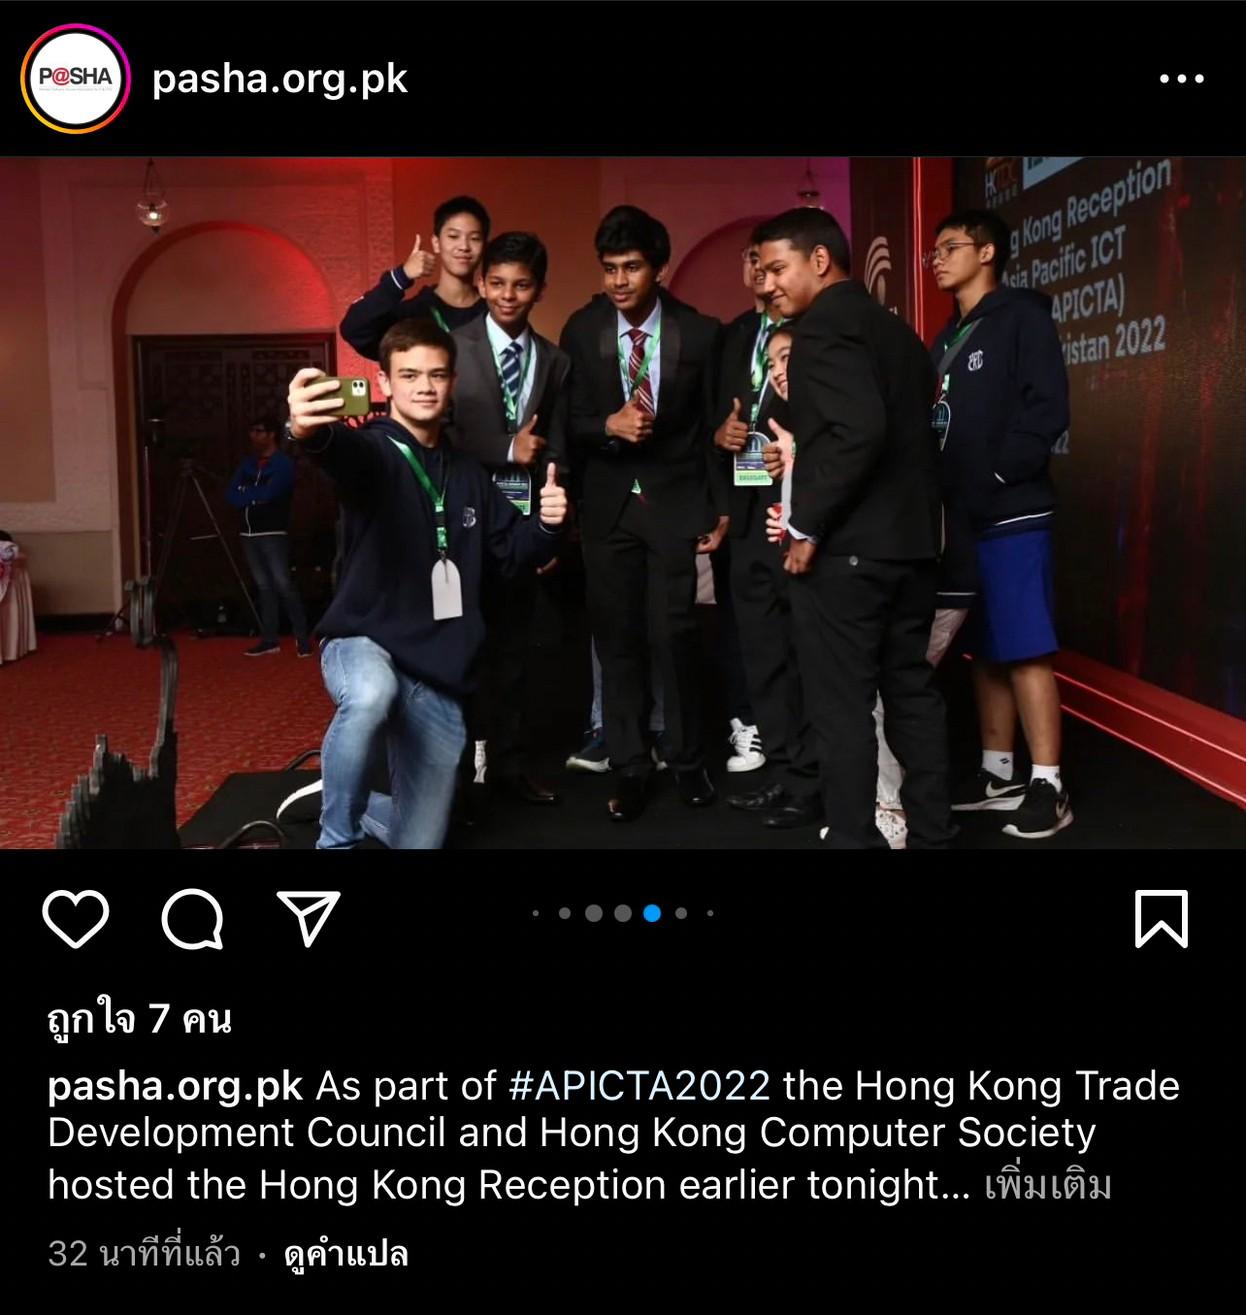 P@SHA
pasha.org.pk
g Kong Reception
Asia Pacific ICT
APICTA)
istan 2022
DELEGATE
ถูกใจ 7 คน
pasha.org.pk As part of #APICTA2022 the Hong Kong Trade
Development Council and Hong Kong Computer Society
hosted the Hong Kong Reception earlier tonight... เพิ่มเติม
32 นาทีที่แล้ว · ดูคำแปล